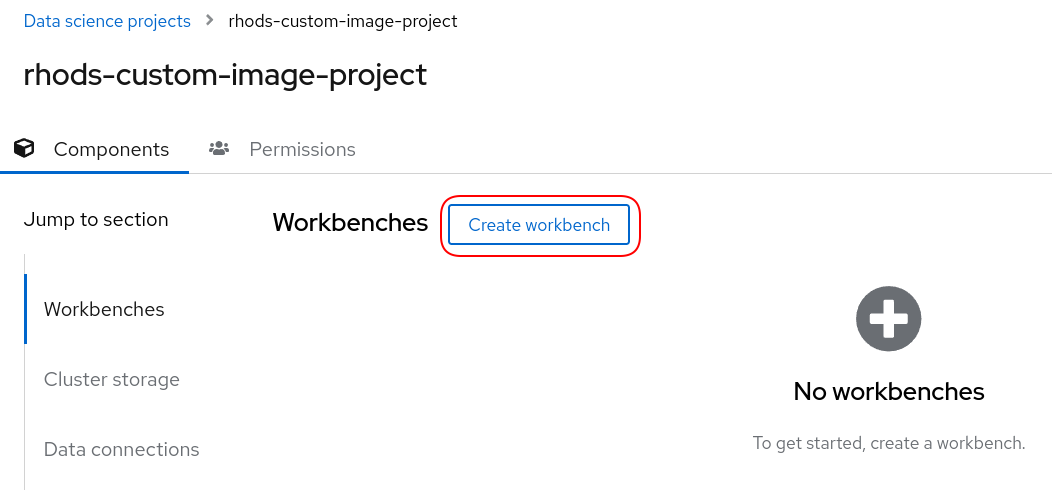 Data science projects > rhods-custom-image-project
rhods-custom-image-project
Components Permissions
Jump to section
Workbenches
Cluster storage
Data connections
Workbenches Create workbench
No workbenches
To get started, create a workbench.